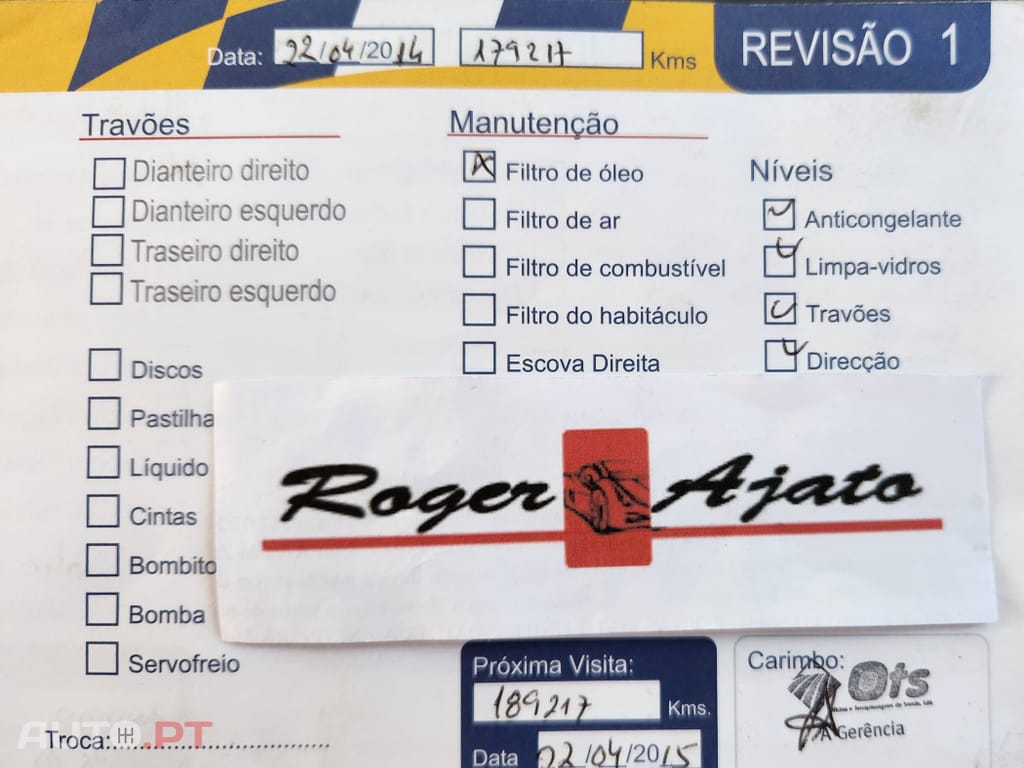 Data: 22/04/2014 179217 Kms REVISÃO 1
Travões
Dianteiro direito
Dianteiro esquerdo
Traseiro direito
Traseiro esquerdo
Discos
Pastilha
Líquido
Cintas
Bombito
Bomba
Servofreio
Troca:
Manutenção
Filtro de óleo
Filtro de ar
Filtro de combustível
Filtro do habitáculo
Escova Direita
Níveis
Anticongelante
Limpa-vidros
Travões
Direcção
Roger Ajato
Próxima Visita:
189217 Kms.
Data 02/04/2015
Carimbo:
Ots
A Gerência
AUTO.PT